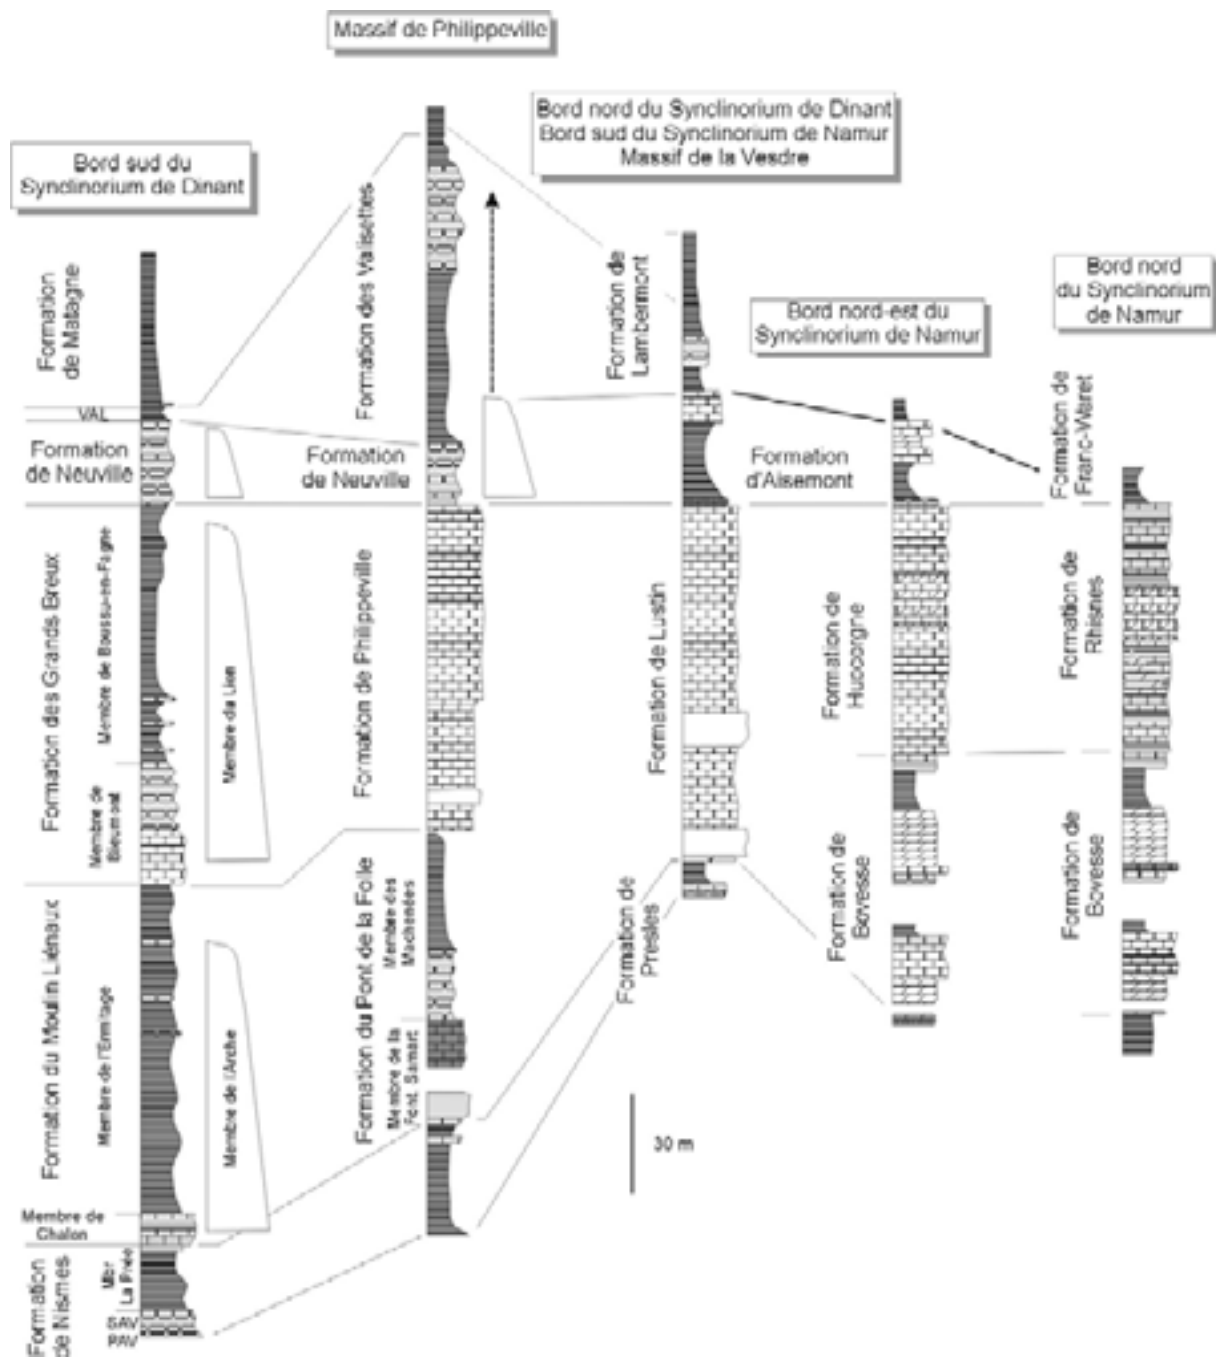 Massif de Philippeville
Bord nord du Synclinorium de Dinant
Bord sud du Synclinorium de Namur
Massif de la Vesdre
Bord sud du
Synclinorium de Dinant
Bord nord
du Synclinorium
de Namur
Bord nord-est du
Synclinorium de Namur
Formation
de Matagne
VAL
Formation
de Neuville
Formation des Grands Breux
Membre de Boussu-en-Fagne
Membre de
Bieumont
Membre du Lion
Formation du Moulin Liénaux
Membre de l'Ermitage
Membre de l'Arche
Membre de
Chalon
Formation
de Nismes
Mbr
La Prée
SAV
PAV
Formation des Valisettes
Formation
de Neuville
Formation de Philippeville
Formation du Pont de la Folle
Membre des
Machenées
Membre de la
Font. Samart
Formation de
Lambermont
Formation
d'Aisemont
Formation de Lustin
Formation de
Presles
30 m
Formation de
Huccorgne
Formation de
Bovesse
Formation de
Franc-Waret
Formation de
Rhisnes
Formation de
Bovesse